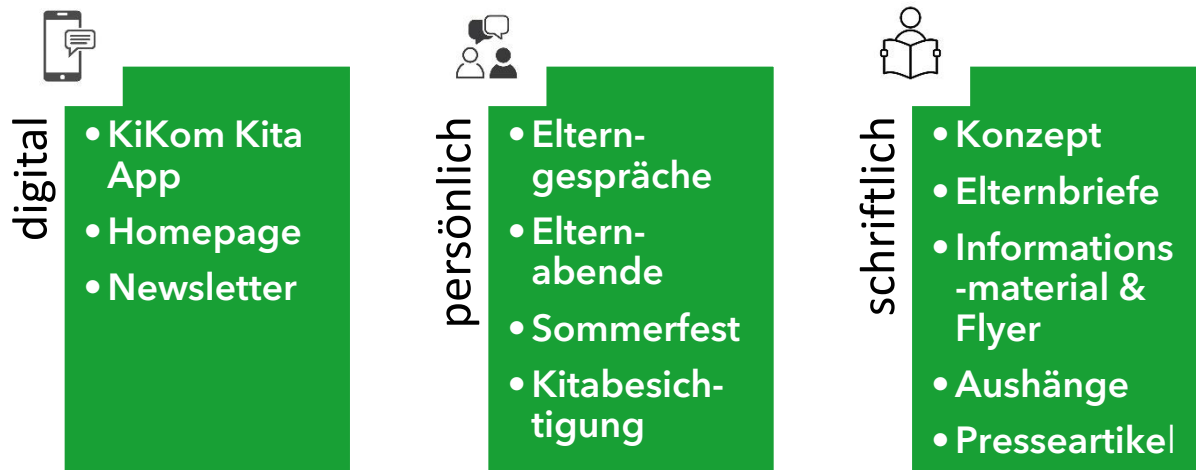 digital
• KiKom Kita
App
• Homepage
• Newsletter
persönlich
• Eltern-
gespräche
• Eltern-
abende
• Sommerfest
• Kitabesich-
tigung
schriftlich
• Konzept
• Elternbriefe
• Informations
-material &
Flyer
• Aushänge
• Presseartikel